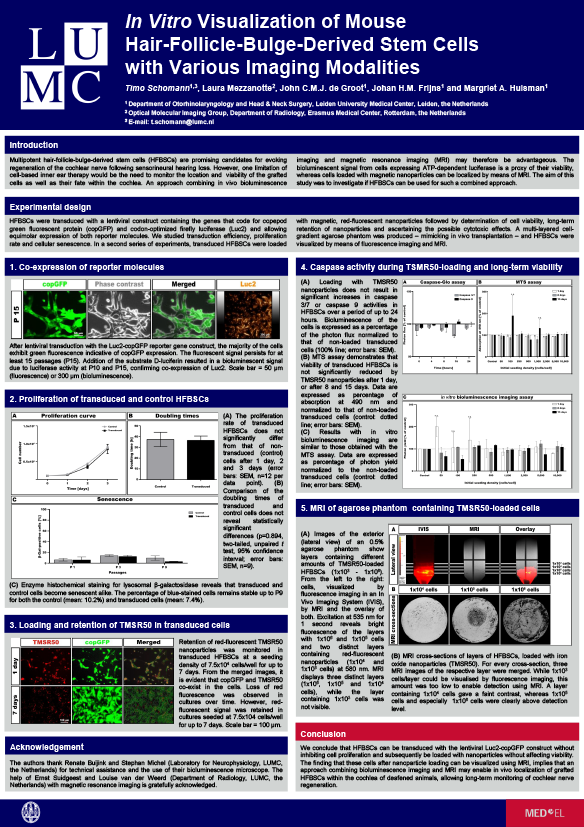 LUMC
In Vitro Visualization of Mouse
Hair-Follicle-Bulge-Derived Stem Cells
with Various Imaging Modalities
Timo Schomann1,3, Laura Mezzanotte2, John C.M.J. de Groot1, Johan H.M. Frijns1 and Margriet A. Huisman1
1 Department of Otorhinolaryngology and Head & Neck Surgery, Leiden University Medical Center, Leiden, the Netherlands
2 Optical Molecular Imaging Group, Department of Radiology, Erasmus Medical Center, Rotterdam, the Netherlands
3 E-mail: t.schomann@lumc.nl
Introduction
Multipotent hair-follicle-bulge-derived stem cells (HFBSCs) are promising candidates for evoking
regeneration of the cochlear nerve following sensorineural hearing loss. However, one limitation of
cell-based inner ear therapy would be the need to monitor the location and viability of the grafted
cells as well as their fate within the cochlea. An approach combining in vivo bioluminescence
imaging and magnetic resonance imaging (MRI) may therefore be advantageous. The
bioluminescent signal from cells expressing ATP-dependent luciferase is a proxy of their viability,
whereas cells loaded with magnetic nanoparticles can be localized by means of MRI. The aim of this
study was to investigate if HFBSCs can be used for such a combined approach.
Experimental design
HFBSCs were transduced with a lentiviral construct containing the genes that code for copepod
green fluorescent protein (copGFP) and codon-optimized firefly luciferase (Luc2) and allowing
equimolar expression of both reporter molecules. We studied transduction efficiency, proliferation
rate and cellular senescence. In a second series of experiments, transduced HFBSCs were loaded
with magnetic, red-fluorescent nanoparticles followed by determination of cell viability, long-term
retention of nanoparticles and ascertaining the possible cytotoxic effects. A multi-layered cell-
gradient agarose phantom was produced – mimicking in vivo transplantation – and HFBSCs were
visualized by means of fluorescence imaging and MRI.
1. Co-expression of reporter molecules
copGFP Phase contrast Merged Luc2
P 15
After lentiviral transduction with the Luc2-copGFP reporter gene construct, the majority of the cells
exhibit green fluorescence indicative of copGFP expression. The fluorescent signal persists for at
least 15 passages (P15). Addition of the substrate D-luciferin resulted in a bioluminescent signal
due to luciferase activity at P10 and P15, confirming co-expression of Luc2. Scale bar = 50 µm
(fluorescence) or 300 µm (bioluminescence).
2. Proliferation of transduced and control HFBSCs
A Proliferation curve B Doubling times
Cell number
Time [days]
Doubling time [h]
Control Transduced
C Senescence
Passages
(A) The proliferation
rate of transduced
HFBSCs does not
significantly differ
from that of non-
transduced (control)
cells after 1 day, 2
and 3 days (error
bars: SEM, n=12 per
data point). (B)
Comparison of the
doubling times of
transduced and
control cells does not
reveal statistically
significant
differences (p=0.894,
two-tailed, unpaired t
test, 95% confidence
interval; error bars:
SEM, n=9).
(C) Enzyme histochemical staining for lysosomal β-galactosidase reveals that transduced and
control cells become senescent alike. The percentage of blue-stained cells remains stable up to P9
for both the control (mean: 10.2%) and transduced cells (mean: 7.4%).
3. Loading and retention of TMSR50 in transduced cells
TMSR50 copGFP Merged
1 day
7 days
Retention of red-fluorescent TMSR50
nanoparticles was monitored in
transduced HFBSCs at a seeding
density of 7.5x10⁴ cells/well for up to
7 days. From the merged images, it
is evident that copGFP and TMSR50
co-exist in the cells. Loss of red
fluorescence was observed in
cultures over time. However, red-
fluorescent signal was retained in
cultures seeded at 7.5x104 cells/well
for up to 7 days. Scale bar = 100 µm.
Acknowledgement
The authors thank Renate Buijink and Stephan Michel (Laboratory for Neurophysiology, LUMC,
the Netherlands) for technical assistance and the use of their bioluminescence microscope. The
help of Ernst Suidgeest and Louise van der Weerd (Department of Radiology, LUMC, the
Netherlands) with magnetic resonance imaging is gratefully acknowledged.
4. Caspase activity during TSMR50-loading and long-term viability
(A) Loading with TMSR50
nanoparticles does not result in
significant increases in caspase
3/7 or caspase 9 activities in
HFBSCs over a period of up to 24
hours. Bioluminescence of the
cells is expressed as a percentage
of the photon flux normalized to
that of non-loaded transduced
cells (100% line; error bars: SEM).
(B) MTS assay demonstrates that
viability of transduced HFBSCs is
not significantly reduced by
TMSR50 nanoparticles after 1 day,
or after 8 and 15 days. Data are
expressed as percentage of
absorption at 490 nm and
normalized to that of non-loaded
transduced cells (control: dotted
line; error bars: SEM).
(C) Results with in vitro
bioluminescence imaging are
similar to those obtained with the
MTS assay. Data are expressed
as percentage of photon yield
normalized to the non-loaded
transduced cells (control: dotted
line; error bars: SEM).
A Caspase-Glo assay B MTS assay
Time [hours]
Initial seeding density (cells/well)
C in vitro bioluminescence imaging assay
Initial seeding density (cells/well)
5. MRI of agarose phantom containing TMSR50-loaded cells
(A) Images of the exterior
(lateral view) of an 0.5%
agarose phantom show
layers containing different
amounts of TMSR50-loaded
HFBSCs (1x10³ - 1x10⁶).
From the left to the right:
cells, visualized by
fluorescence imaging in an In
Vivo Imaging System (IVIS),
by MRI and the overlay of
both. Excitation at 535 nm for
1 second reveals bright
fluorescence of the layers
with 1x10⁶ and 1x10⁵ cells
and two distinct layers
containing red-fluorescent
nanoparticles (1x10⁴ and
1x10³ cells) at 580 nm. MRI
displays three distinct layers
(1x10⁶, 1x10⁵ and 1x10⁴
cells), while the layer
containing 1x10³ cells was
not visible.
A IVIS MRI Overlay
Lateral view
B 1x10⁴ cells 1x10⁵ cells 1x10⁶ cells
MRI cross-sections
(B) MRI cross-sections of layers of HFBSCs, loaded with iron
oxide nanoparticles (TMSR50). For every cross-section, three
MRI images of the respective layer were merged. While 1x10³
cells/layer could be visualised by fluorescence imaging, this
amount was too low to enable detection using MRI. A layer
containing 1x10⁴ cells gave a faint contrast, whereas 1x10⁵
cells and especially 1x10⁶ cells were clearly above detection
level.
Conclusion
We conclude that HFBSCs can be transduced with the lentiviral Luc2-copGFP construct without
inhibiting cell proliferation and subsequently be loaded with nanoparticles without affecting viability.
The finding that these cells after nanoparticle loading can be visualized using MRI, implies that an
approach combining bioluminescence imaging and MRI may enable in vivo localization of grafted
HFBSCs within the cochlea of deafened animals, allowing long-term monitoring of cochlear nerve
regeneration.
MED EL